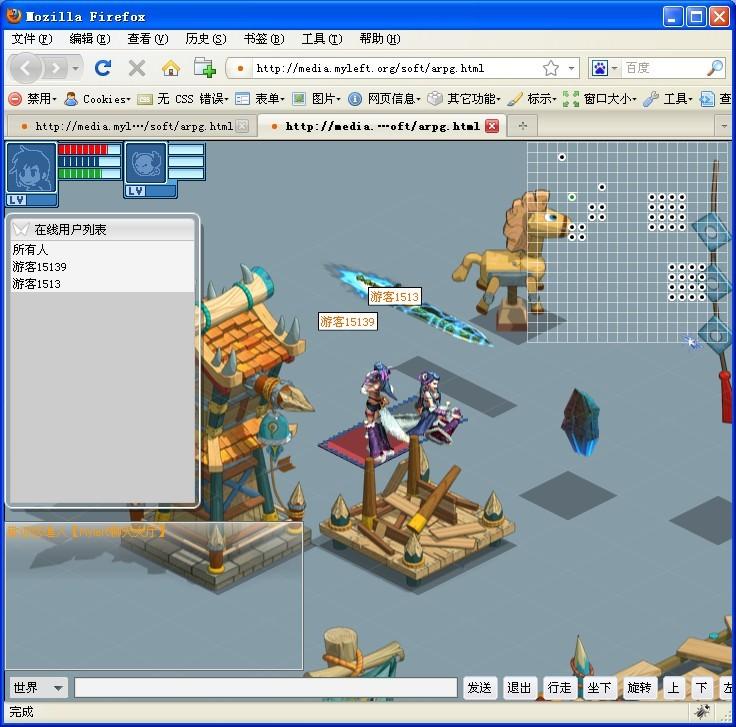 Mozilla Firefox
文件(F) 编辑(E) 查看(V) 历史(S) 书签(B) 工具(T) 帮助(H)
http://media.myleft.org/soft/arpg.html 百度
禁用 Cookies 无 CSS 错误 表单 图片 网页信息 其它功能 标示 窗口大小 工具 查
http://media.myl…/soft/arpg.html http://media.…oft/arpg.html
LV
LV
在线用户列表
所有人
游客15139
游客1513
游客1513
游客15139
世界 发送 退出 行走 坐下 旋转 上 下 左
完成